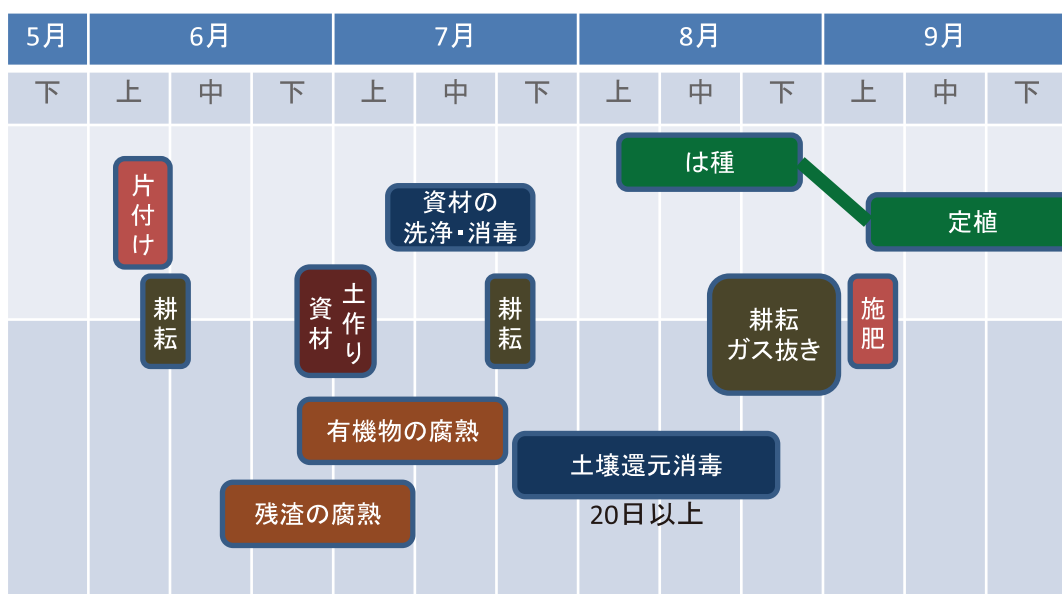 5月 6月 7月 8月 9月
下 上 中 下 上 中 下 上 中 下 上 中 下
は種
片付け
資材の
洗浄・消毒
定植
耕耘
土作り
資材
耕耘
耕耘
ガス抜き
施肥
有機物の腐熟
土壌還元消毒
残渣の腐熟
20日以上